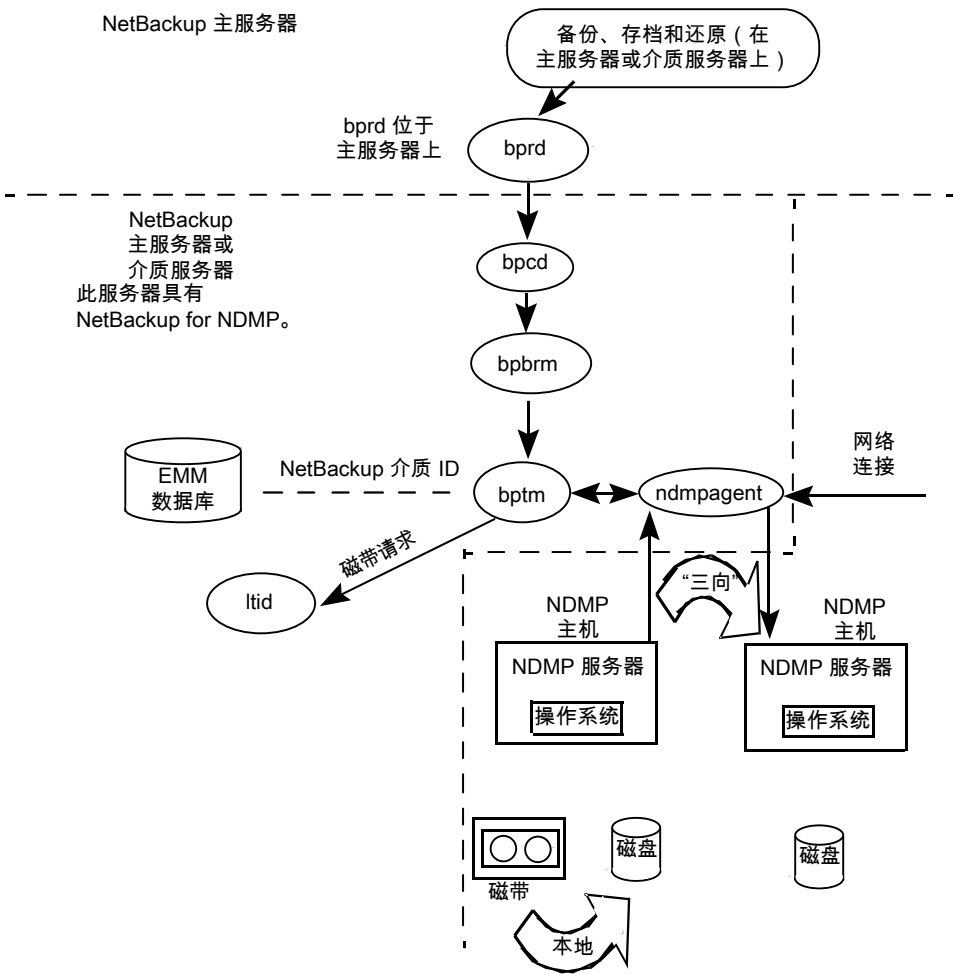 NetBackup 主服务器
备份、存档和还原（在
主服务器或介质服务器上）
bprd 位于
主服务器上
bprd
NetBackup
主服务器或
介质服务器
此服务器具有
NetBackup for NDMP。
bpcd
bpbrm
网络
连接
EMM
数据库
NetBackup 介质 ID
bptm
ndmpagent
磁带请求
ltid
“三向”
NDMP
主机
NDMP
主机
NDMP 服务器
操作系统
NDMP 服务器
操作系统
磁盘
磁盘
磁带
本地